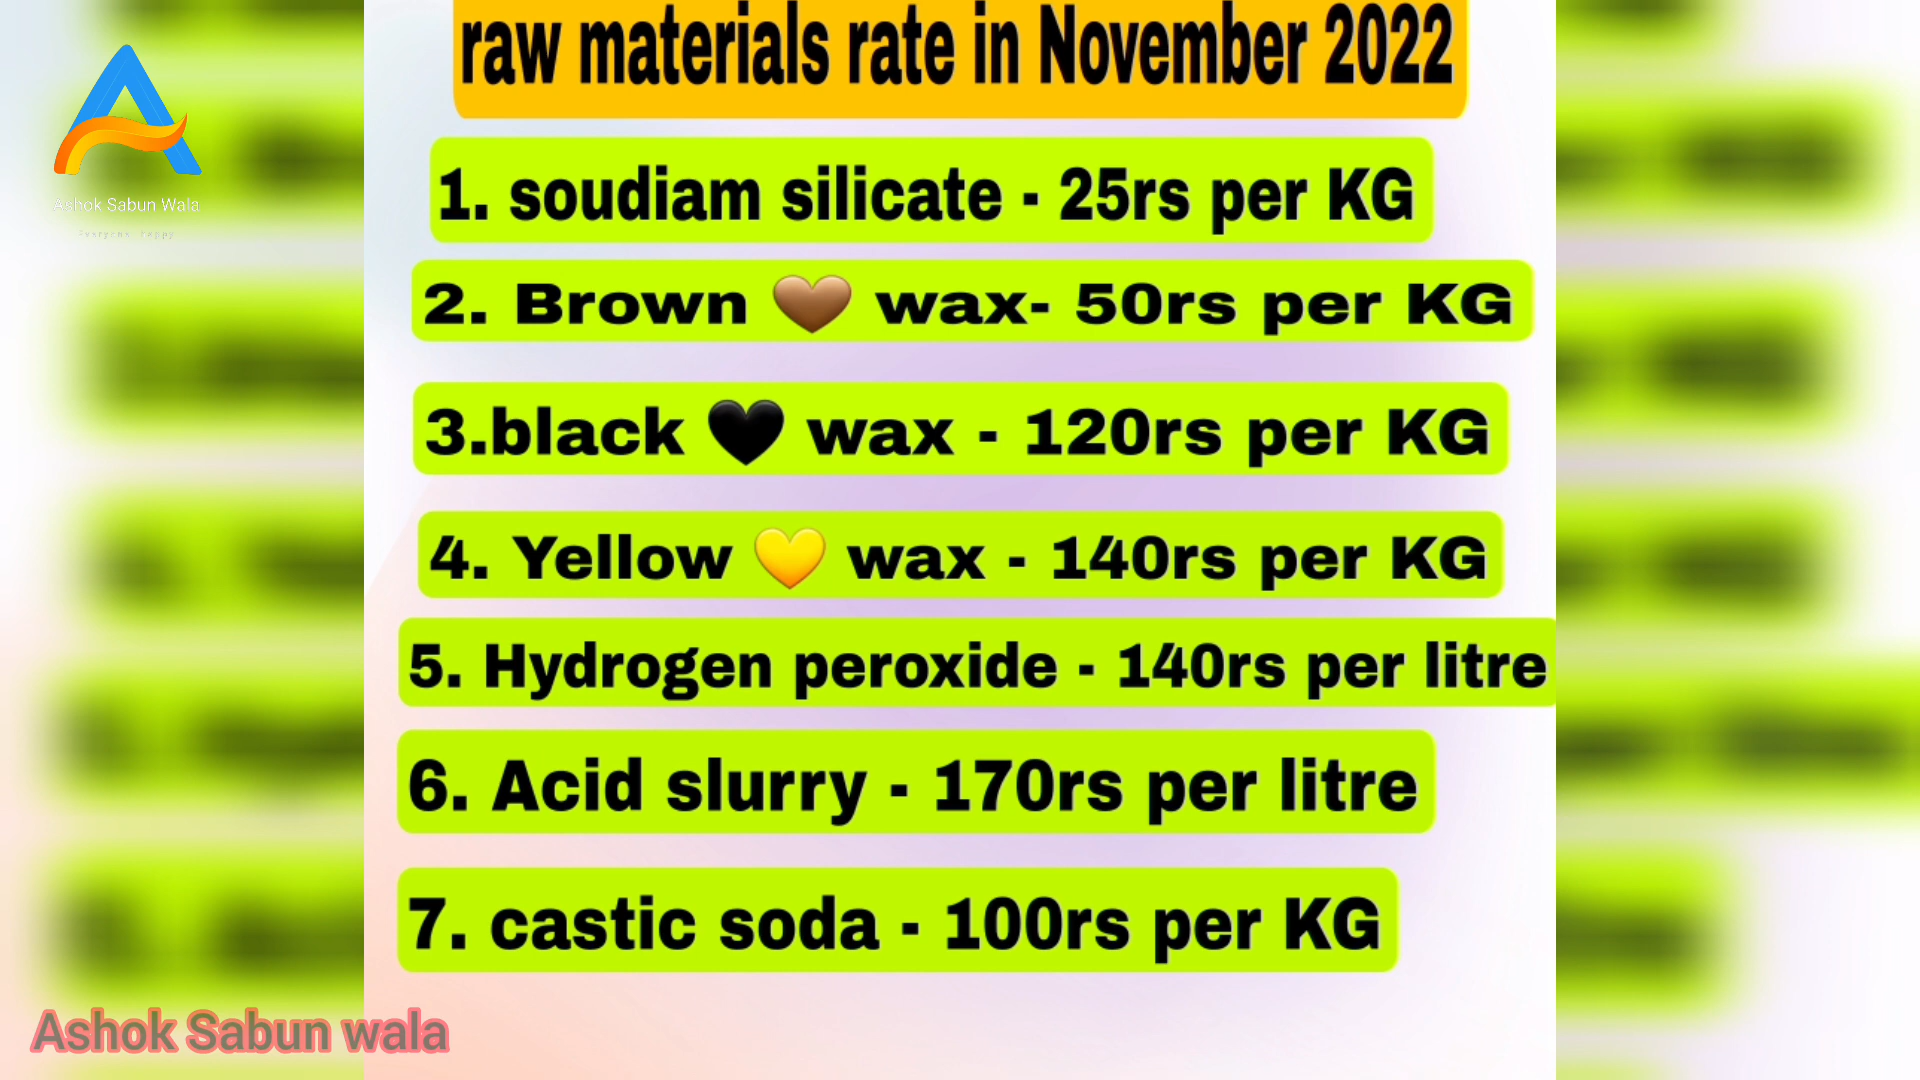 raw materials rate in November 2022
Ashok Sabun Wala
1. soudiam silicate - 25rs per KG
2. Brown 🤎 wax- 50rs per KG
3.black 🖤 wax - 120rs per KG
4. Yellow 💛 wax - 140rs per KG
5. Hydrogen peroxide - 140rs per litre
6. Acid slurry - 170rs per litre
7. castic soda - 100rs per KG
Ashok Sabun wala